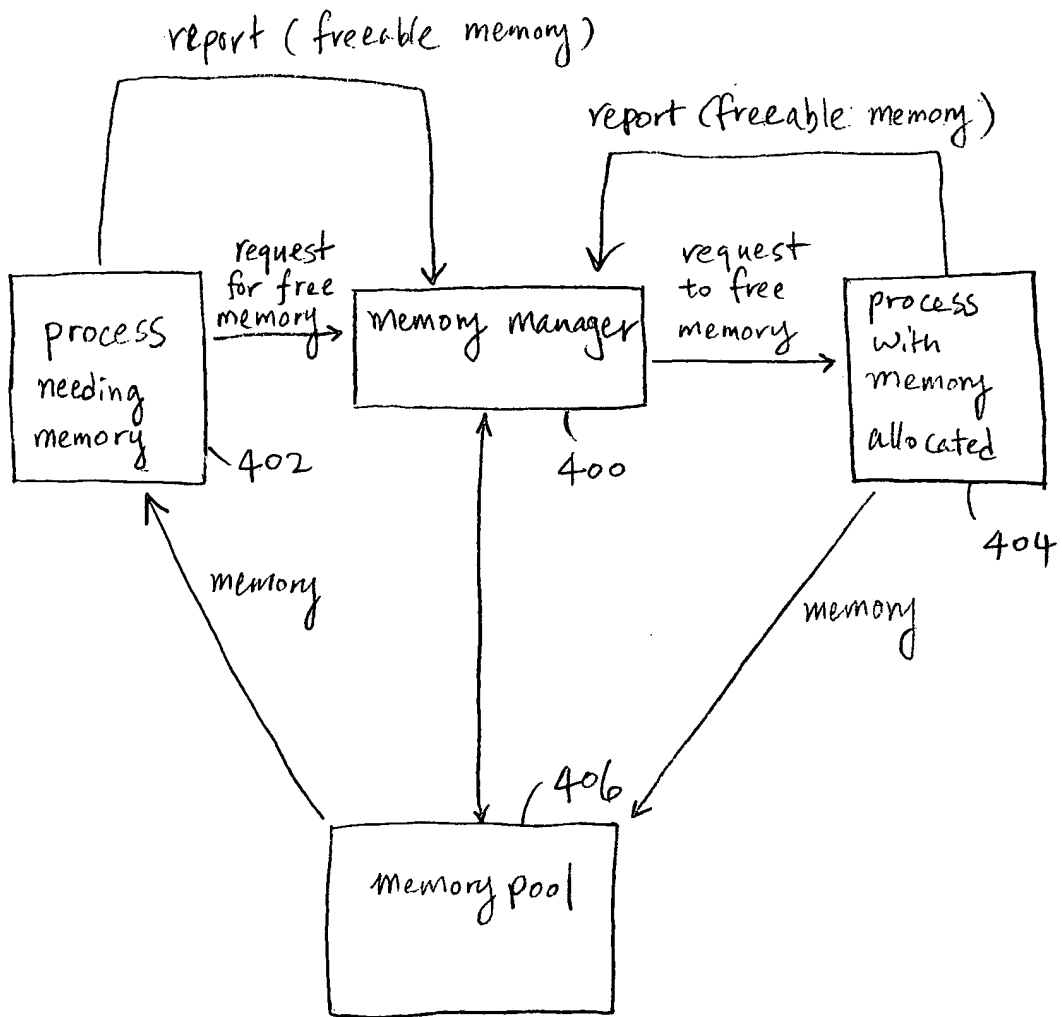 report (freeable memory)
report (freeable memory)
request
for free
memory
request
to free
memory
process
needing
memory
memory manager
process
with
memory
allocated
402
400
404
memory
memory
406
memory pool